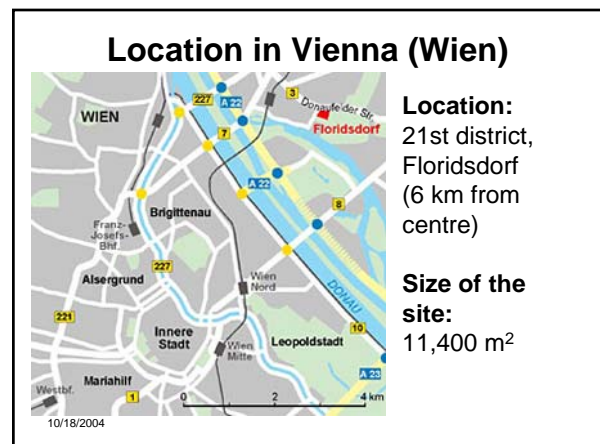 Location in Vienna (Wien)
227
A 22
3
Donaufelder Str.
Floridsdorf
WIEN
7
A 22
8
Brigittenau
Franz-
Josefs-
Bhf.
227
Alsergrund
Wien
Nord
DONAU
221
Innere
Stadt
Wien
Mitte
Leopoldstadt
10
A 23
Mariahilf
Westbf.
1
0
2
4 km
10/18/2004
Location:
21st district,
Floridsdorf
(6 km from
centre)
Size of the
site:
11,400 m²